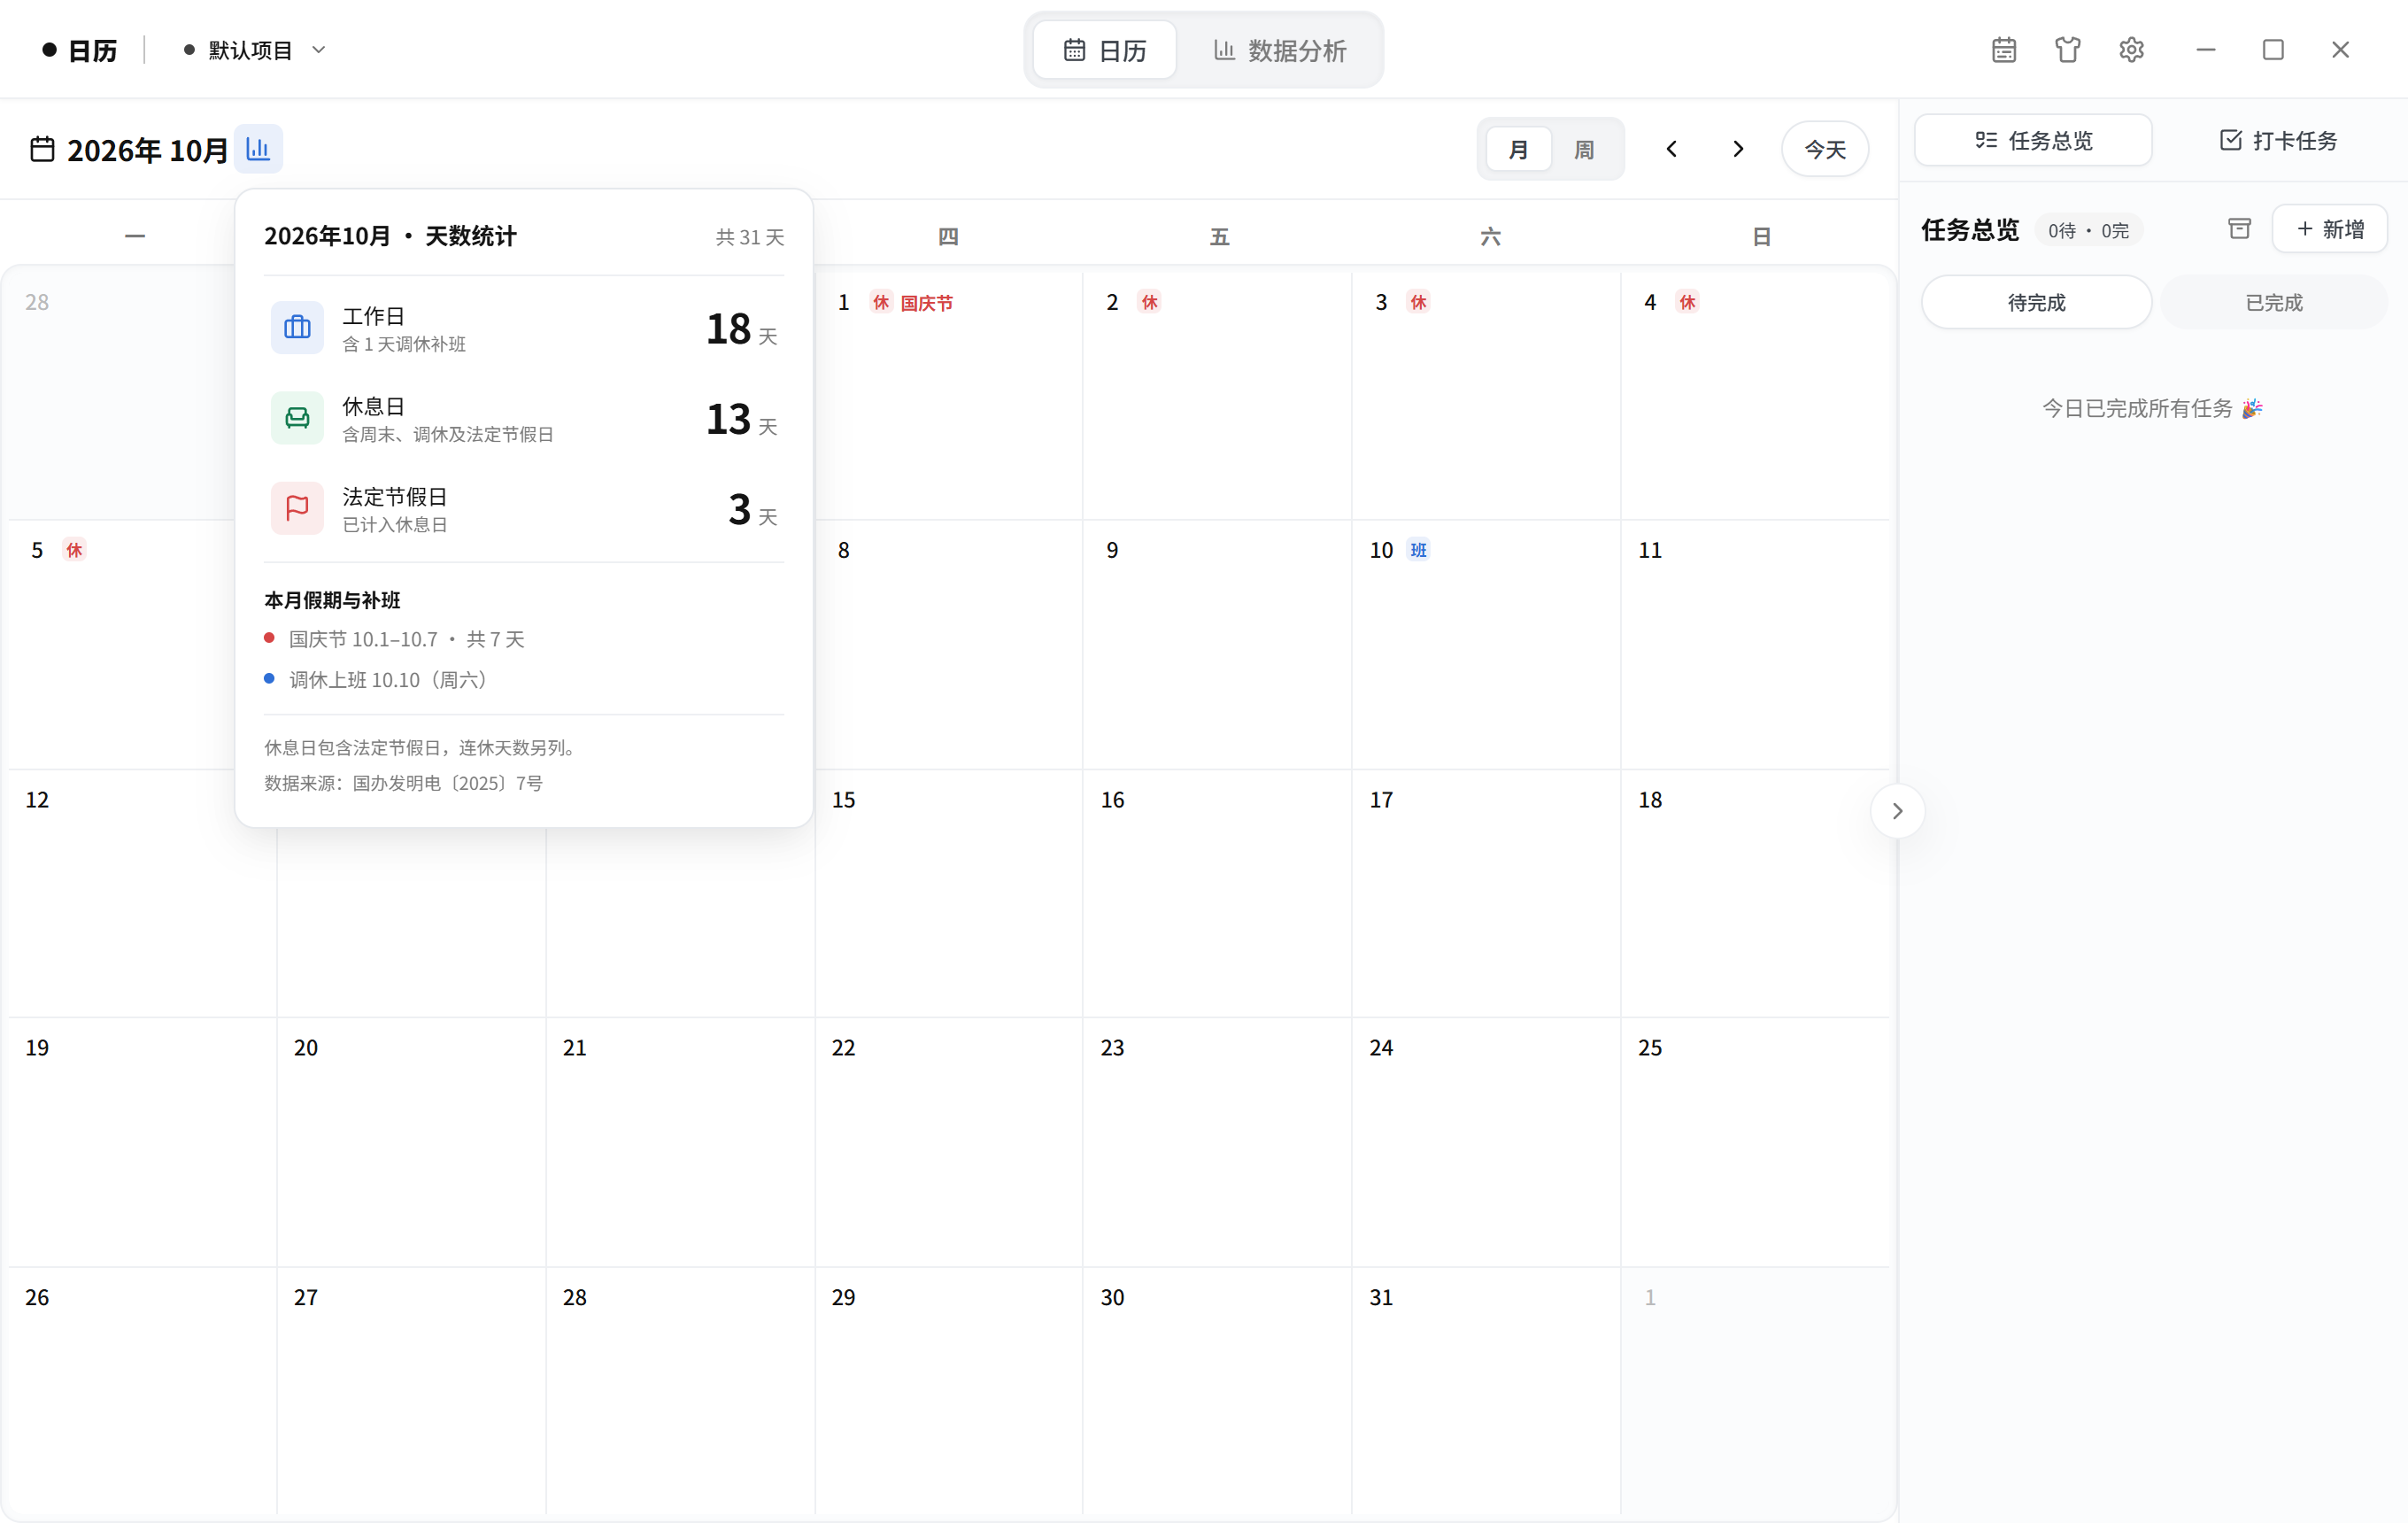 日历
默认项目
日历
数据分析
2026年 10月
月
周
今天
一
四
五
六
日
2026年10月 · 天数统计
共 31 天
工作日
含 1 天调休补班
18 天
休息日
含周末、调休及法定节假日
13 天
法定节假日
已计入休息日
3 天
本月假期与补班
国庆节 10.1–10.7 · 共 7 天
调休上班 10.10（周六）
休息日包含法定节假日，连休天数另列。
数据来源：国办发明电〔2025〕7号
28
1 休 国庆节
2 休
3 休
4 休
5 休
8
9
10 班
11
12
15
16
17
18
19
20
21
22
23
24
25
26
27
28
29
30
31
1
任务总览
打卡任务
任务总览
0待 · 0完
新增
待完成
已完成
今日已完成所有任务 🎉